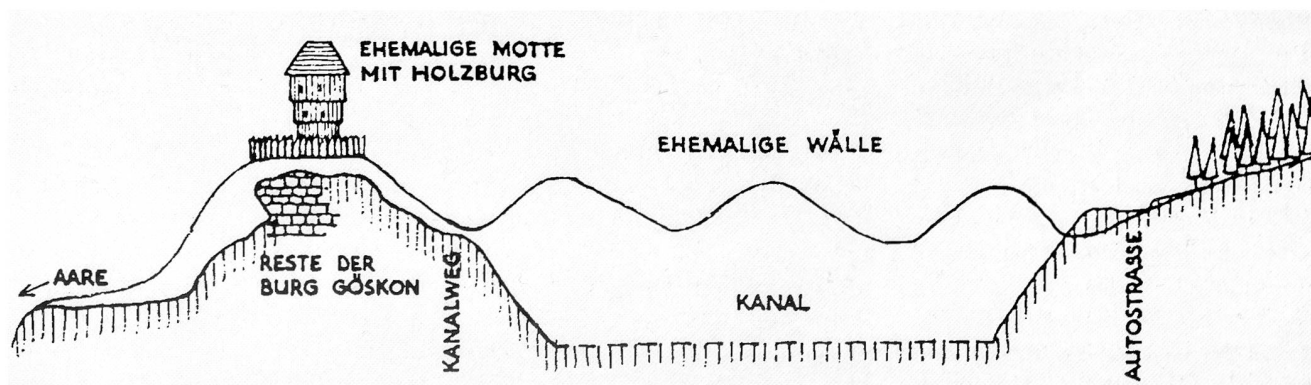 EHEMALIGE MOTTE
MIT HOLZBURG
EHEMALIGE WÄLLE
AARE
RESTE DER
BURG GÖSKON
KANALWEG
KANAL
AUTOSTRASSE